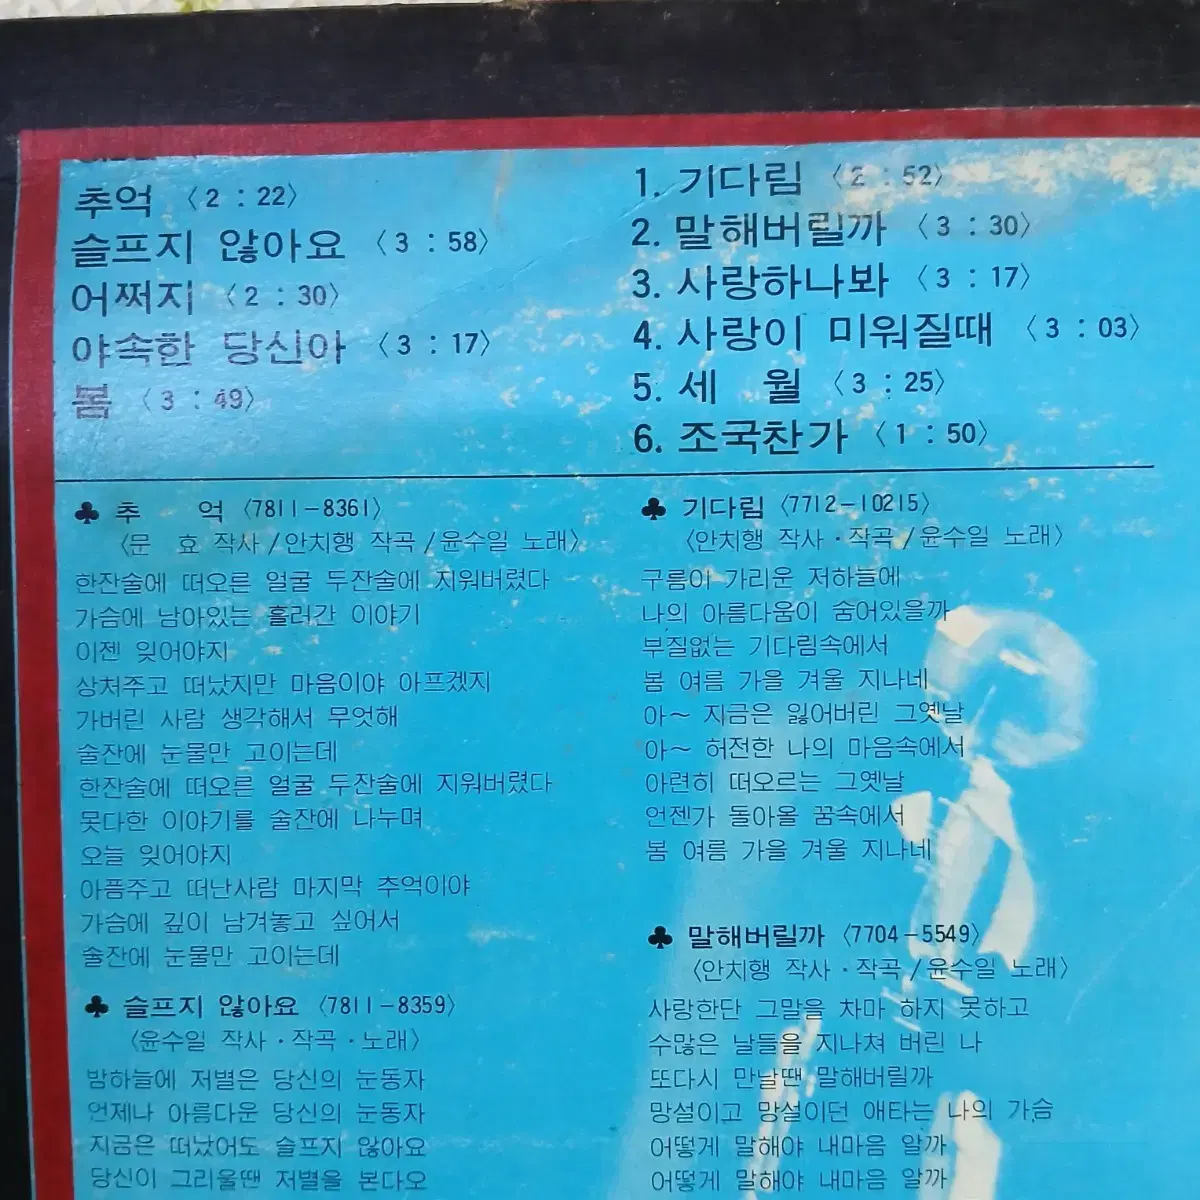 추억 〈2 : 22〉
슬프지 않아요 〈3 : 58〉
어쩌지 〈2 : 30〉
야속한 당신아 〈3 : 17〉
봄 〈3 : 49〉
1. 기다림 〈2 : 52〉
2. 말해버릴까 〈3 : 30〉
3. 사랑하나봐 〈3 : 17〉
4. 사랑이 미워질때 〈3 : 03〉
5. 세 월 〈3 : 25〉
6. 조국찬가 〈1 : 50〉
♣ 추 억 〈7811-8361〉
〈문 효 작사/안치행 작곡/윤수일 노래〉
한잔술에 떠오른 얼굴 두잔술에 지워버렸다
가슴에 남아있는 흘러간 이야기
이젠 잊어야지
상처주고 떠났지만 마음이야 아프겠지
가버린 사람 생각해서 무엇해
술잔에 눈물만 고이는데
한잔술에 떠오른 얼굴 두잔술에 지워버렸다
못다한 이야기를 술잔에 나누며
오늘 잊어야지
아픔주고 떠난사람 마지막 추억이야
가슴에 깊이 남겨놓고 싶어서
술잔에 눈물만 고이는데
♣ 슬프지 않아요 〈7811-8359〉
〈윤수일 작사·작곡·노래〉
밤하늘에 저별은 당신의 눈동자
언제나 아름다운 당신의 눈동자
지금은 떠났어도 슬프지 않아요
당신이 그리울땐 저별을 본다오
♣ 기다림 〈7712-10215〉
〈안치행 작사·작곡/윤수일 노래〉
구름이 가리운 저하늘에
나의 아름다움이 숨어있을까
부질없는 기다림속에서
봄 여름 가을 겨울 지나네
아~ 지금은 잃어버린 그옛날
아~ 허전한 나의 마음속에서
아련히 떠오르는 그옛날
언젠가 돌아올 꿈속에서
봄 여름 가을 겨울 지나네
♣ 말해버릴까 〈7704-5549〉
〈안치행 작사·작곡/윤수일 노래〉
사랑한단 그말을 차마 하지 못하고
수많은 날들을 지나쳐 버린 나
또다시 만날땐 말해버릴까
망설이고 망설이던 애타는 나의 가슴
어떻게 말해야 내마음 알까
어떻게 말해야 내마음 알까